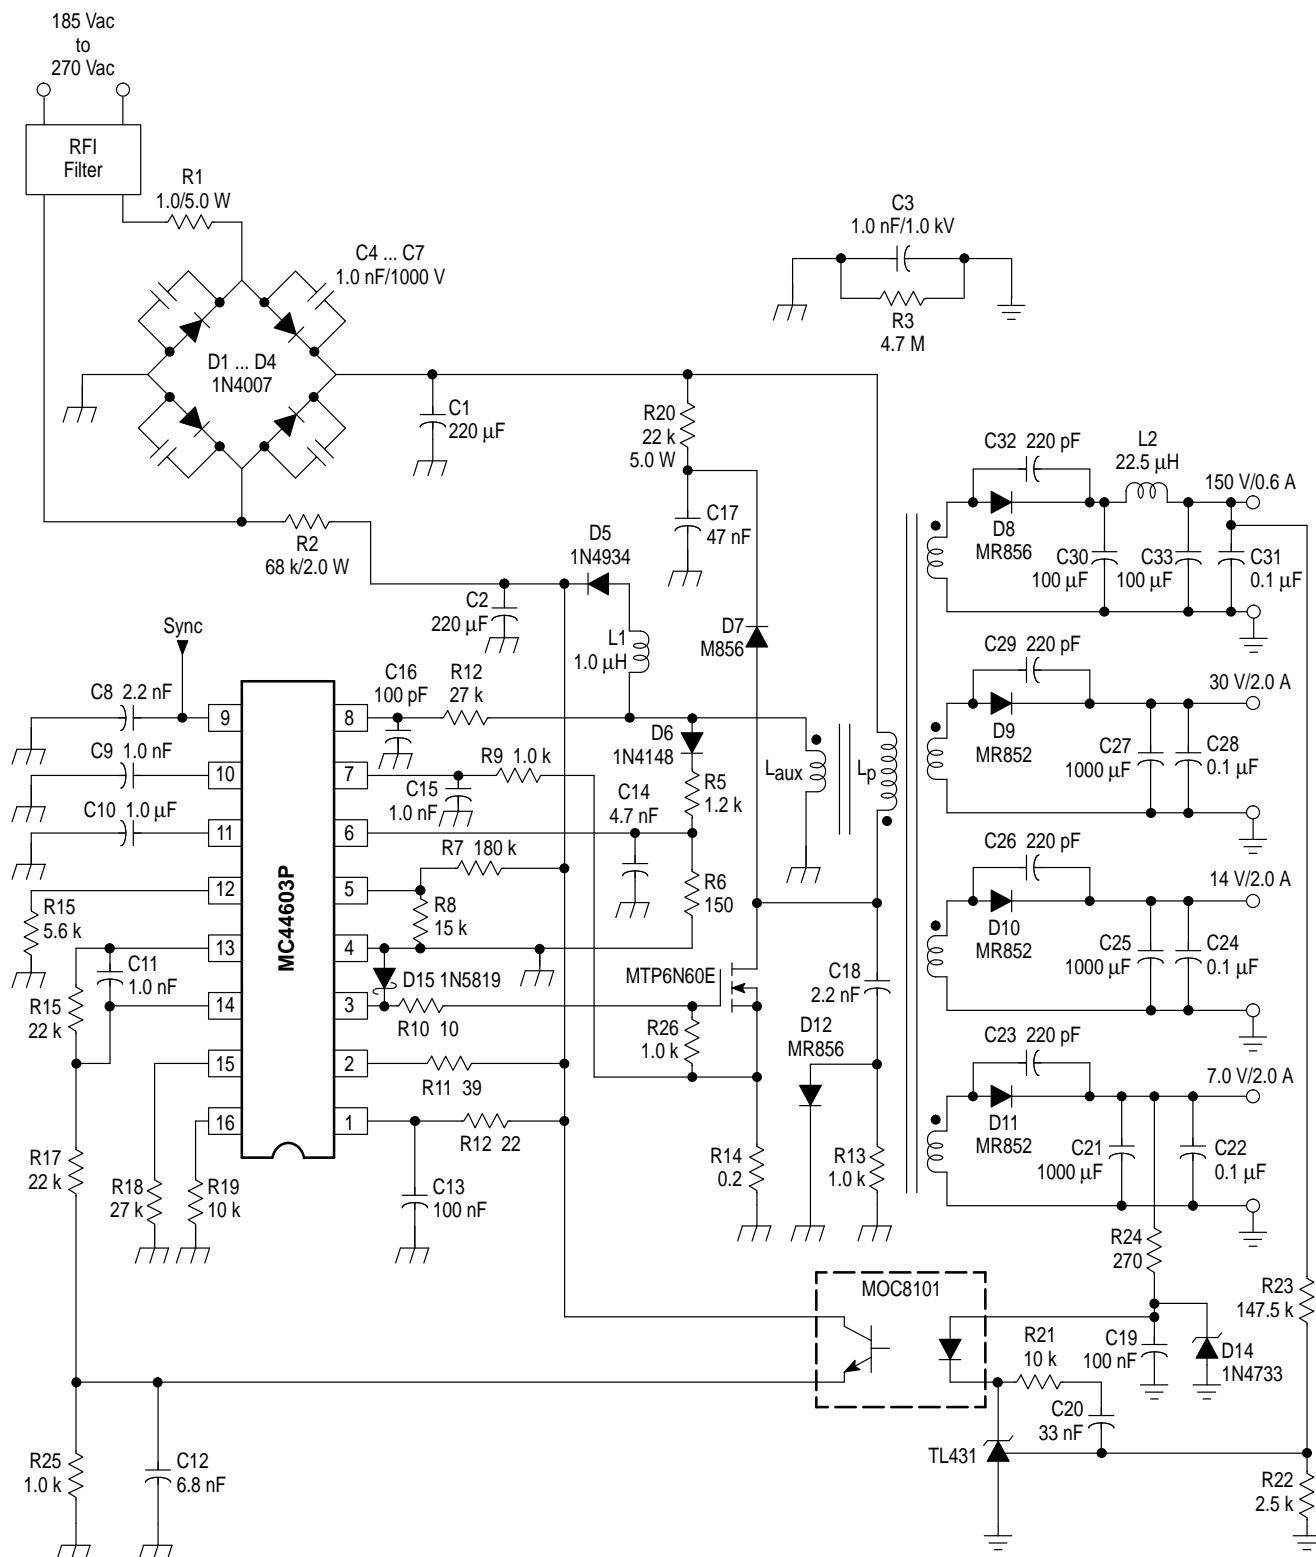 185 Vac
to
270 Vac
RFI
Filter
R1
1.0/5.0 W
C4 ... C7
1.0 nF/1000 V
D1 ... D4
1N4007
C3
1.0 nF/1.0 kV
R3
4.7 M
C1
220 µF
R20
22 k
5.0 W
C17
47 nF
R2
68 k/2.0 W
D5
1N4934
C2
220 µF
L1
1.0 µH
D7
M856
C32 220 pF
L2
22.5 µH
150 V/0.6 A
D8
MR856
C30
100 µF
C33
100 µF
C31
0.1 µF
Sync
C8 2.2 nF
C9 1.0 nF
C10 1.0 µF
C16
100 pF
R12
27 k
D6
1N4148
R9 1.0 k
C15
1.0 nF
C14
4.7 nF
R5
1.2 k
Laux
Lp
C29 220 pF
30 V/2.0 A
D9
MR852
C27
1000 µF
C28
0.1 µF
MC44603P
9
10
11
12
13
14
15
16
8
7
6
5
4
3
2
1
R7 180 k
R8
15 k
R6
150
R15
5.6 k
C11
1.0 nF
R15
22 k
D15 1N5819
R10 10
MTP6N60E
R26
1.0 k
C18
2.2 nF
D12
MR856
C26 220 pF
14 V/2.0 A
D10
MR852
C25
1000 µF
C24
0.1 µF
R11 39
R12 22
C13
100 nF
R17
22 k
R18
27 k
R19
10 k
R14
0.2
R13
1.0 k
C23 220 pF
7.0 V/2.0 A
D11
MR852
C21
1000 µF
C22
0.1 µF
R24
270
MOC8101
R21
10 k
C19
100 nF
D14
1N4733
R23
147.5 k
C20
33 nF
TL431
R22
2.5 k
R25
1.0 k
C12
6.8 nF